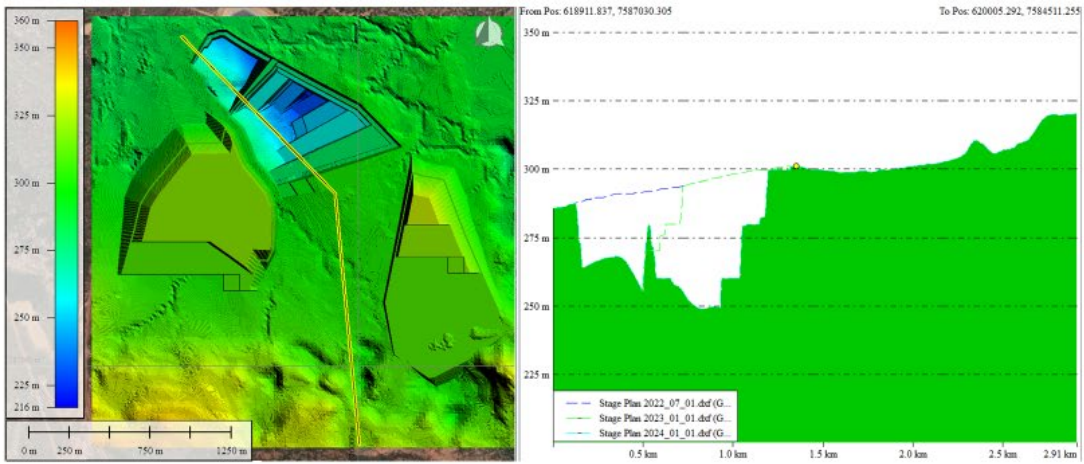 From Pos: 618911.837, 7587030.305
To Pos: 620005.292, 7584511.255
360 m
350 m
325 m
300 m
275 m
250 m
225 m
216 m
0 m
250 m
750 m
1250 m
350 m
325 m
300 m
275 m
250 m
225 m
Stage Plan 2022_07_01.dxf (G...
Stage Plan 2023_01_01.dxf (G...
Stage Plan 2024_01_01.dxf (G...
0.5 km
1.0 km
1.5 km
2.0 km
2.5 km
2.91 km